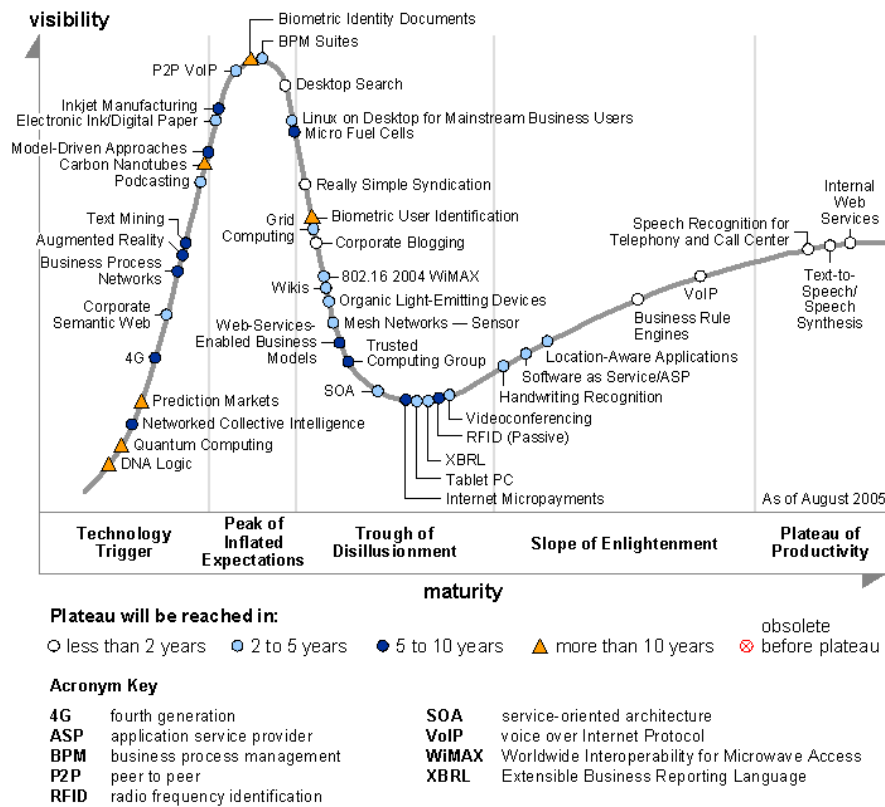 visibility
Biometric Identity Documents
BPM Suites
P2P VoIP
Desktop Search
Inkjet Manufacturing
Electronic Ink/Digital Paper
Linux on Desktop for Mainstream Business Users
Micro Fuel Cells
Model-Driven Approaches
Carbon Nanotubes
Podcasting
Really Simple Syndication
Text Mining
Augmented Reality
Business Process
Networks
Grid
Computing
Biometric User Identification
Corporate Blogging
Speech Recognition for
Telephony and Call Center
Internal
Web
Services
Text-to-
Speech/
Speech
Synthesis
802.16 2004 WiMAX
Wikis
Organic Light-Emitting Devices
VoIP
Corporate
Semantic Web
Mesh Networks — Sensor
Business Rule
Engines
Web-Services-
Enabled Business
Models
Trusted
Computing Group
4G
Location-Aware Applications
Software as Service/ASP
Handwriting Recognition
SOA
Prediction Markets
Networked Collective Intelligence
Videoconferencing
RFID (Passive)
Quantum Computing
DNA Logic
XBRL
Tablet PC
Internet Micropayments
As of August 2005
Technology
Trigger
Peak of
Inflated
Expectations
Trough of
Disillusionment
Slope of Enlightenment
Plateau of
Productivity
maturity
Plateau will be reached in:
less than 2 years
2 to 5 years
5 to 10 years
more than 10 years
obsolete
before plateau
Acronym Key
4G fourth generation
ASP application service provider
BPM business process management
P2P peer to peer
RFID radio frequency identification
SOA service-oriented architecture
VoIP voice over Internet Protocol
WiMAX Worldwide Interoperability for Microwave Access
XBRL Extensible Business Reporting Language